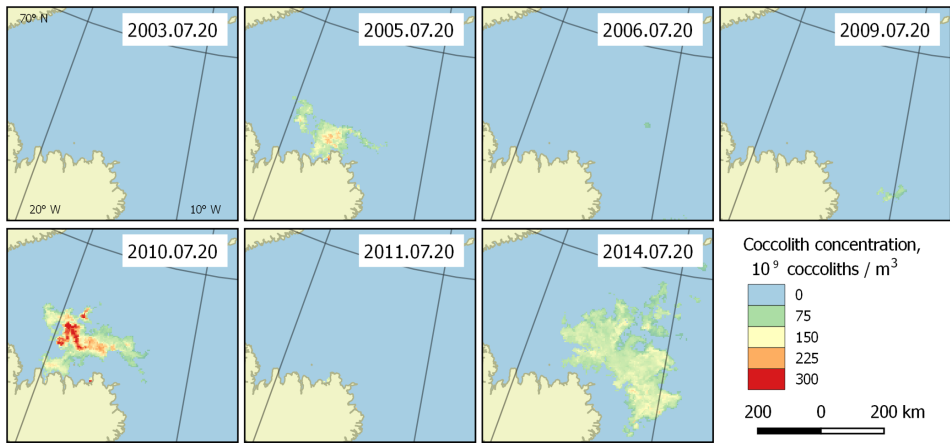 70° N
2003.07.20
2005.07.20
2006.07.20
2009.07.20
20° W
10° W
2010.07.20
2011.07.20
2014.07.20
Coccolith concentration,
10⁹ coccoliths / m³
0
75
150
225
300
200 0 200 km